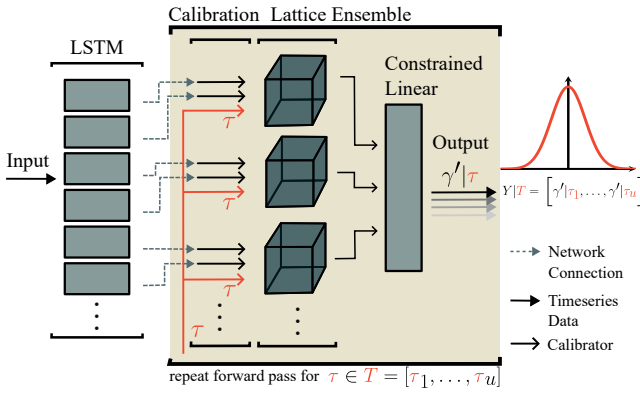 Calibration Lattice Ensemble
LSTM
Constrained
Linear
Input
Output
τ
τ
τ
τ
γ′|τ
Y|T = [γ′|τ₁, . . . , γ′|τᵤ]
Network
Connection
Timeseries
Data
Calibrator
repeat forward pass for τ ∈ T = [τ₁, . . . , τᵤ]